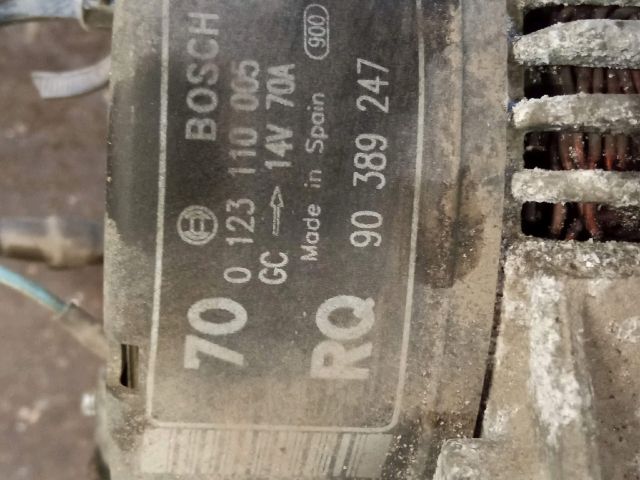 70 BOSCH
0 123 110 005
GC → 14V 70A
Made in Spain 900
RQ 90 389 247